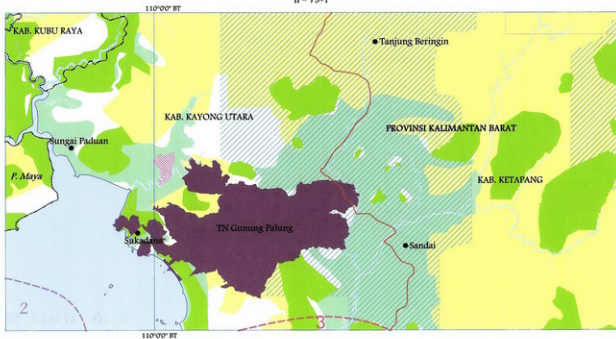 110°00' BT
KAB. KUBU RAYA
Tanjung Beringin
KAB. KAYONG UTARA
PROVINSI KALIMANTAN BARAT
Sungai Paduan
P. Maya
KAB. KETAPANG
TN Gunung Palung
Sukadana
Sandai
2
3
110°00' BT